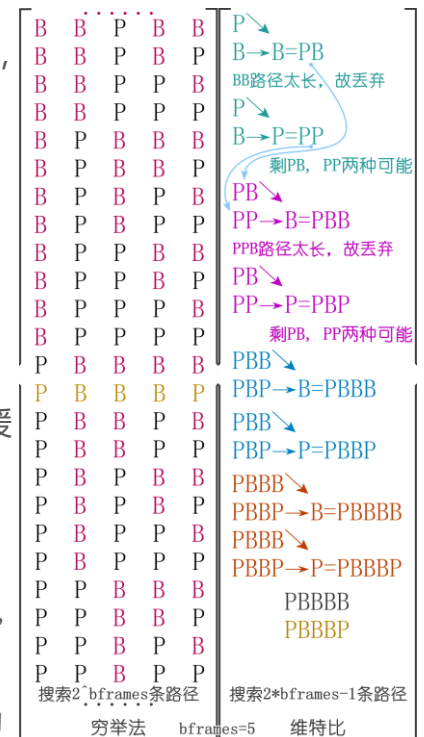 ......
B B P B B
B B P B P
B B P P B
B B P P P
B P B B B
B P B B P
B P B P B
B P B P P
B P P B B
B P P B P
B P P P B
B P P P P
P B B B B
P B B B P
P B B P B
P B B P P
P B P B B
P B P B P
P B P P B
P B P P P
P P B B B
P P B B P
P P B P B
P P B P P
搜索2^bframes条路径
......
穷举法
P↘
B→B=PB
BB路径太长，故丢弃
P↘
B→P=PP
剩PB, PP两种可能
PB↘
PP→B=PBB
PPB路径太长，故丢弃
PB↘
PP→P=PBP
剩PB, PP两种可能
PBB↘
PBP→B=PBBB
PBB↘
PBP→P=PBBP
PBBB↘
PBBP→B=PBBBB
PBBB↘
PBBP→P=PBBBP
PBBBB
PBBBP
搜索2*bframes-1条路径
bframes=5
维特比